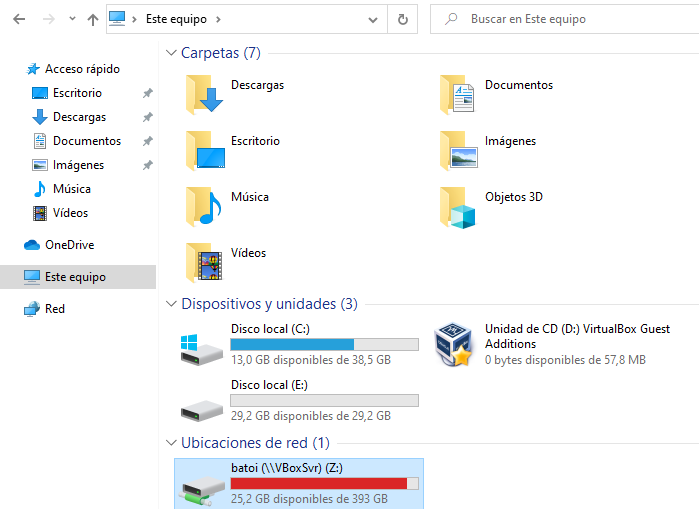 Este equipo
Buscar en Este equipo
Acceso rápido
Escritorio
Descargas
Documentos
Imágenes
Música
Vídeos
OneDrive
Este equipo
Red
Carpetas (7)
Descargas
Documentos
Escritorio
Imágenes
Música
Objetos 3D
Vídeos
Dispositivos y unidades (3)
Disco local (C:)
13,0 GB disponibles de 38,5 GB
Unidad de CD (D:) VirtualBox Guest
Additions
0 bytes disponibles de 57,8 MB
Disco local (E:)
29,2 GB disponibles de 29,2 GB
Ubicaciones de red (1)
batoi (\\VBoxSvr) (Z:)
25,2 GB disponibles de 393 GB